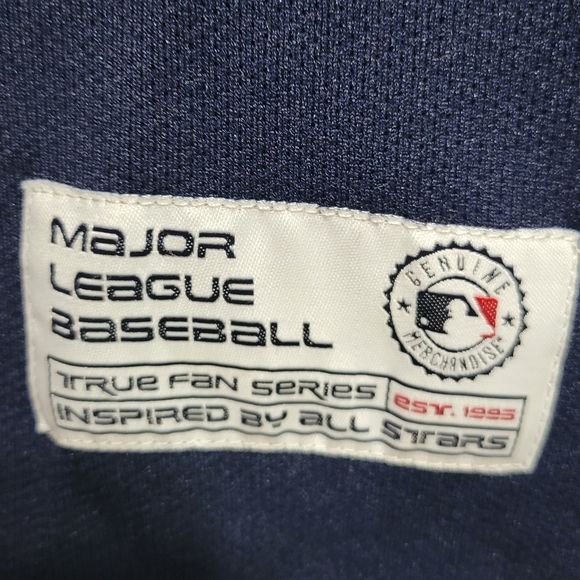 Major
League
Baseball
True Fan Series est. 1995
Inspired by All Stars
GENUINE
MERCHANDISE